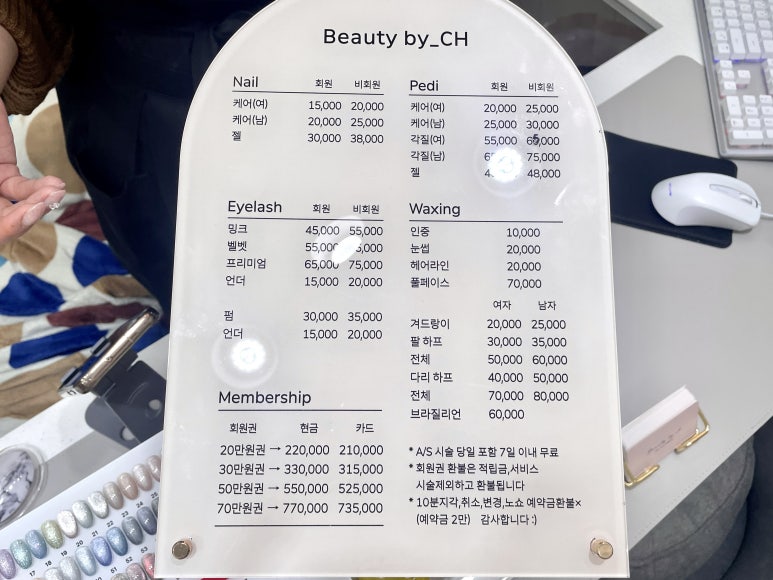 Beauty by_CH
Nail 회원 비회원
케어(여) 15,000 20,000
케어(남) 20,000 25,000
젤 30,000 38,000
Pedi 회원 비회원
케어(여) 20,000 25,000
케어(남) 25,000 30,000
각질(여) 55,000
각질(남) 75,000
젤 48,000
Eyelash 회원 비회원
밍크 45,000 55,000
벨벳 55,000
프리미엄 65,000 75,000
언더 15,000 20,000
펌 30,000 35,000
언더 15,000 20,000
Waxing
인중 10,000
눈썹 20,000
헤어라인 20,000
풀페이스 70,000
여자 남자
겨드랑이 20,000 25,000
팔 하프 30,000 35,000
전체 50,000 60,000
다리 하프 40,000 50,000
전체 70,000 80,000
브라질리언 60,000
Membership
회원권 현금 카드
20만원권 → 220,000 210,000
30만원권 → 330,000 315,000
50만원권 → 550,000 525,000
70만원권 → 770,000 735,000
* A/S 시술 당일 포함 7일 이내 무료
* 회원권 환불은 적립금,서비스
시술제외하고 환불됩니다
* 10분지각,취소,변경,노쇼 예약금환불×
(예약금 2만) 감사합니다 :)